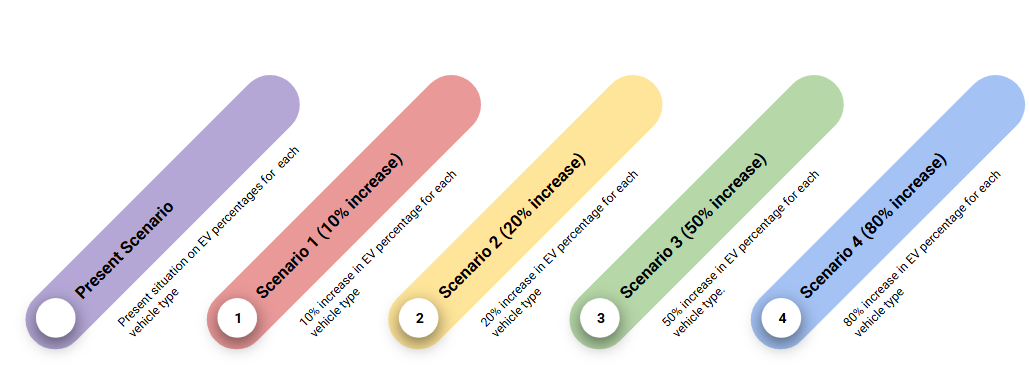 Present Scenario
Present situation on EV percentages for each
vehicle type
1
Scenario 1 (10% increase)
10% increase in EV percentage for each
vehicle type
2
Scenario 2 (20% increase)
20% increase in EV percentage for each
vehicle type
3
Scenario 3 (50% increase)
50% increase in EV percentage for each
vehicle type.
4
Scenario 4 (80% increase)
80% increase in EV percentage for each
vehicle type